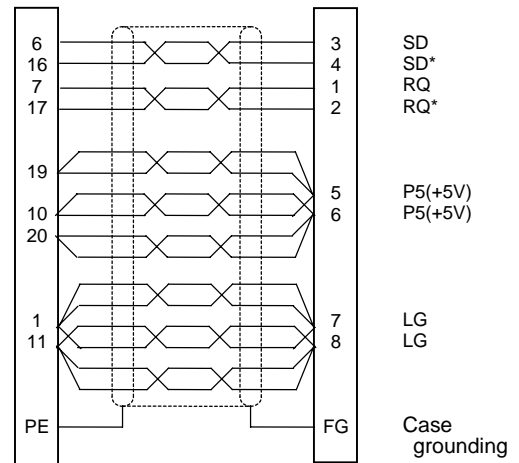 6 3 SD
16 4 SD*
7 1 RQ
17 2 RQ*
19
5 P5(+5V)
10 6 P5(+5V)
20
1 7 LG
11 8 LG
PE FG Case
grounding